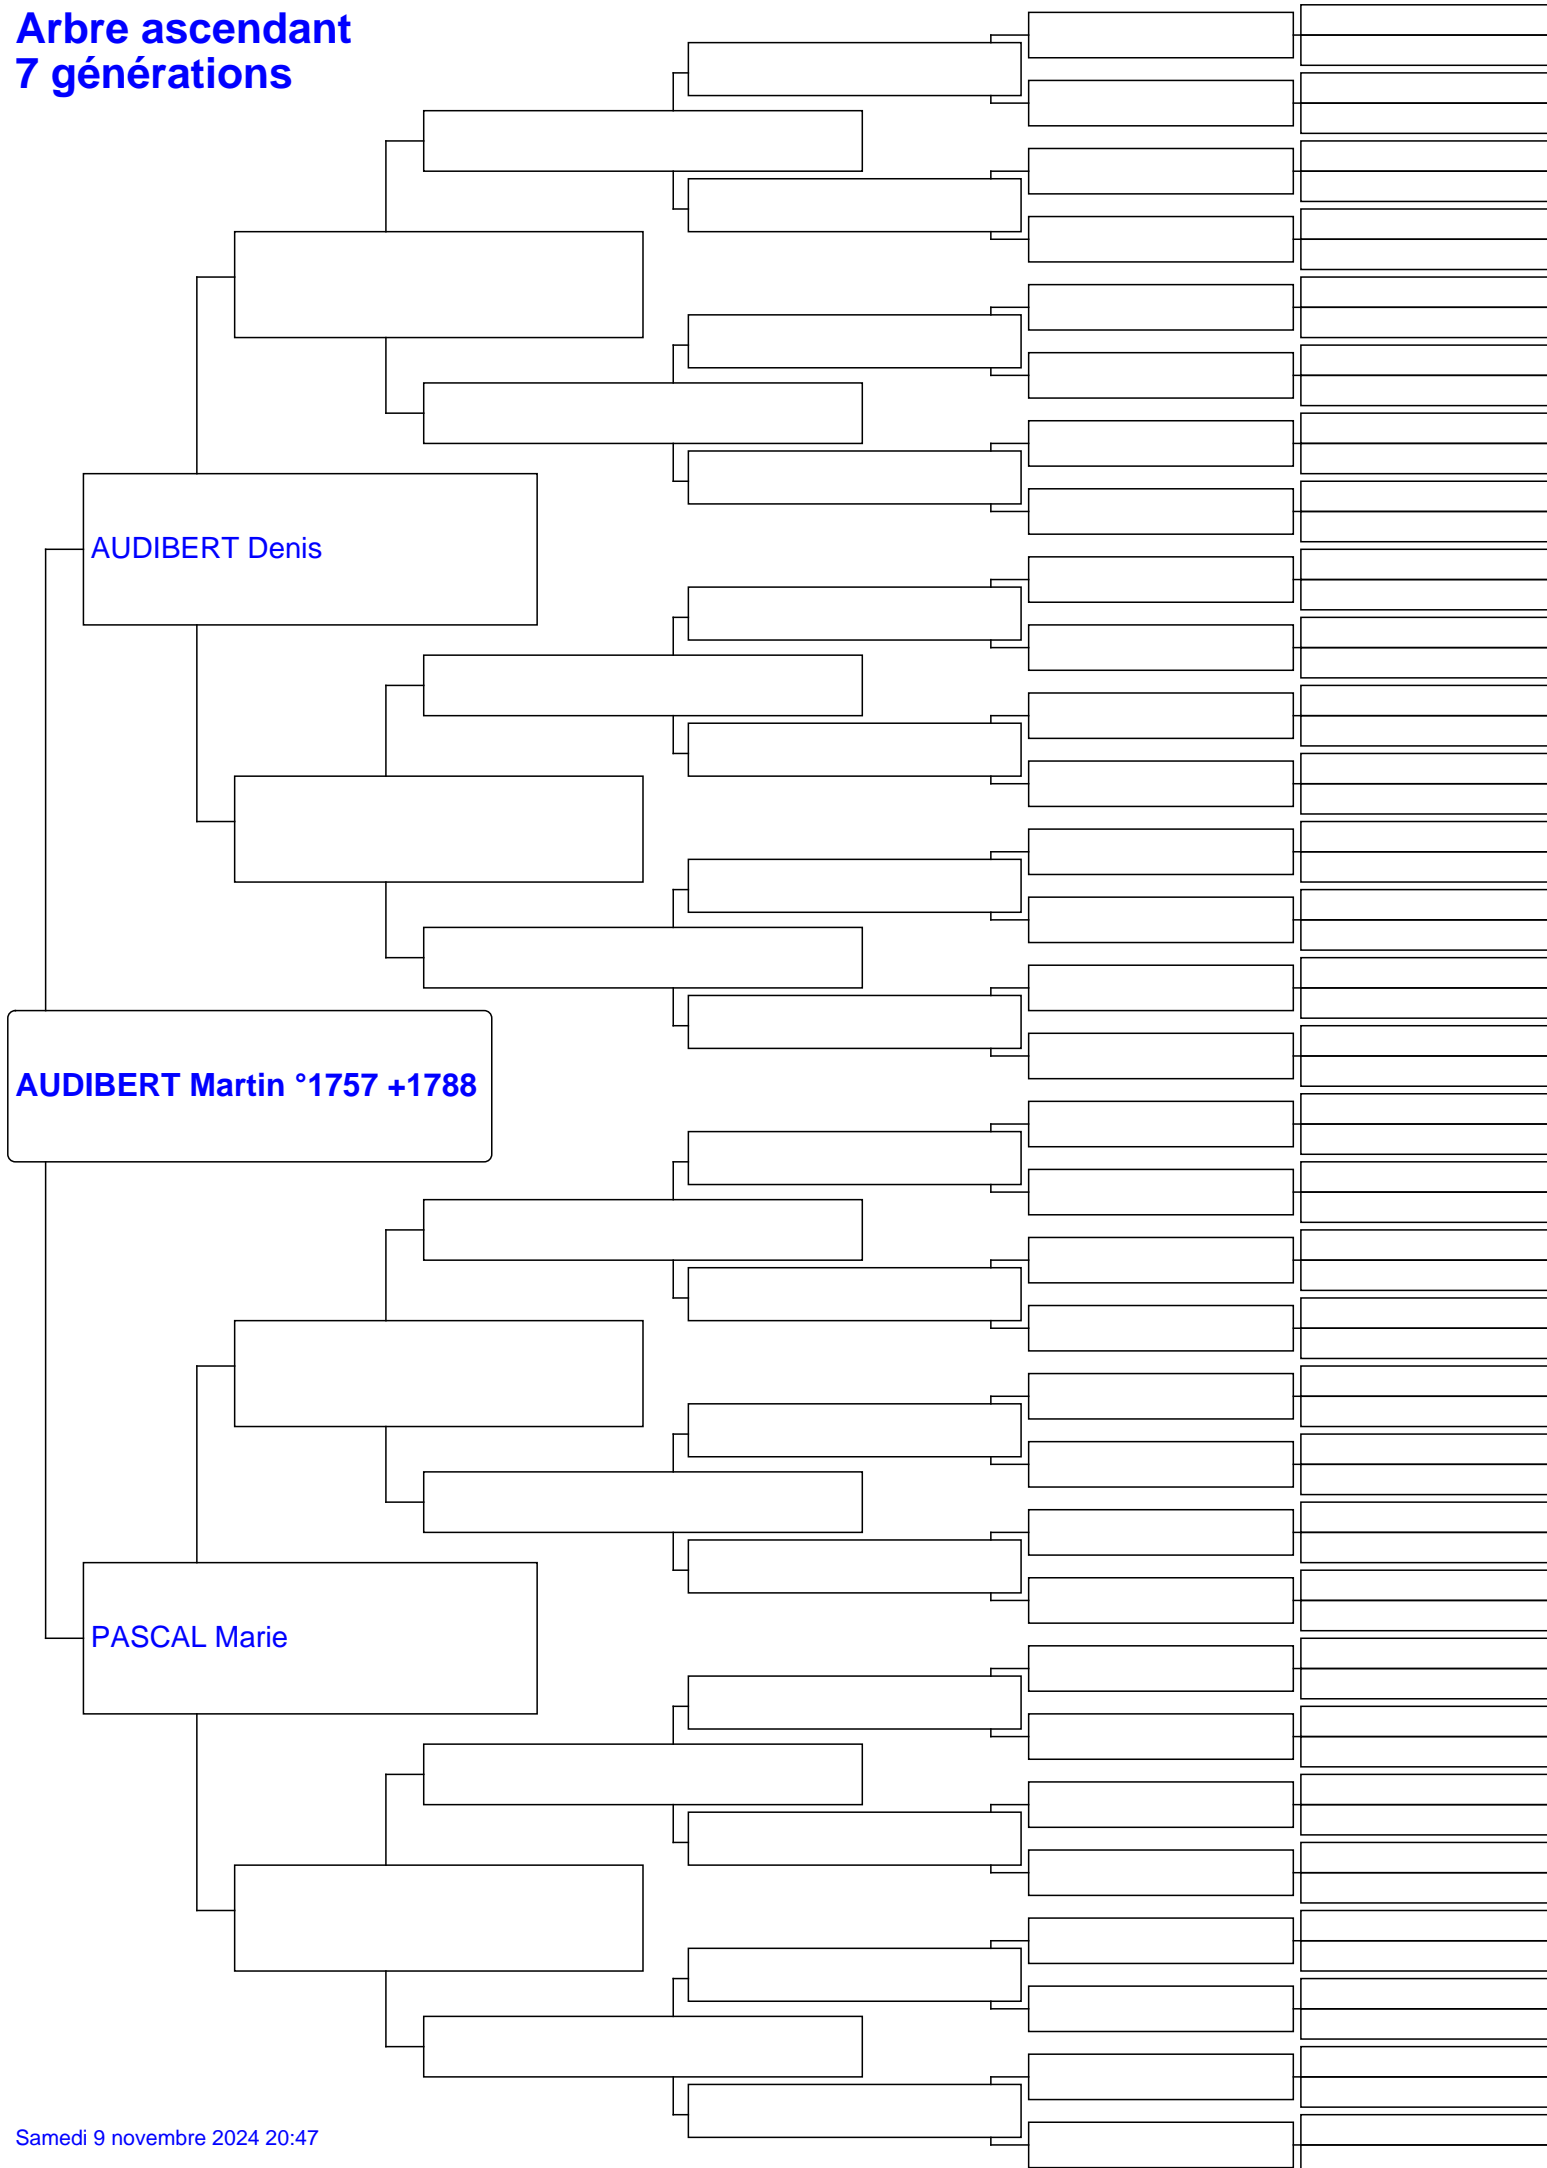 Arbre ascendant
7 générations
AUDIBERT Denis
AUDIBERT Martin °1757 +1788
PASCAL Marie
Samedi 9 novembre 2024 20:47